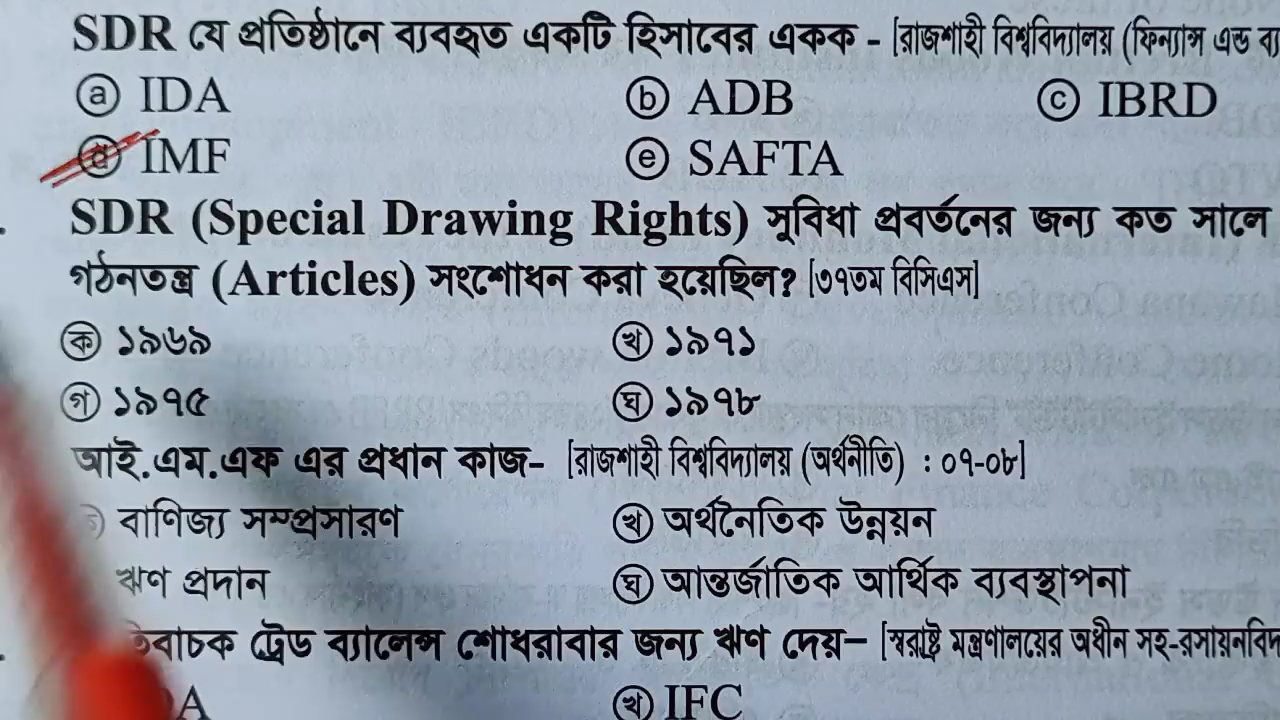 SDR যে প্রতিষ্ঠানে ব্যবহৃত একটি হিসাবের একক - [রাজশাহী বিশ্ববিদ্যালয় (ফিন্যান্স এন্ড
ⓐ IDA ⓑ ADB ⓒ IBRD
ⓓ IMF ⓔ SAFTA
SDR (Special Drawing Rights) সুবিধা প্রবর্তনের জন্য কত সালে
গঠনতন্ত্র (Articles) সংশোধন করা হয়েছিল? [৩৭তম বিসিএস]
ক ১৯৬৯ খ ১৯৭১
গ ১৯৭৫ ঘ ১৯৭৮
আই.এম.এফ এর প্রধান কাজ- [রাজশাহী বিশ্ববিদ্যালয় (অর্থনীতি) : ০৭-০৮]
বাণিজ্য সম্প্রসারণ খ অর্থনৈতিক উন্নয়ন
ঋণ প্রদান ঘ আন্তর্জাতিক আর্থিক ব্যবস্থাপনা
ট্রেড ব্যালেন্স শোধরাবার জন্য ঋণ দেয়– [স্বরাষ্ট্র মন্ত্রণালয়ের অধীন
খ IFC